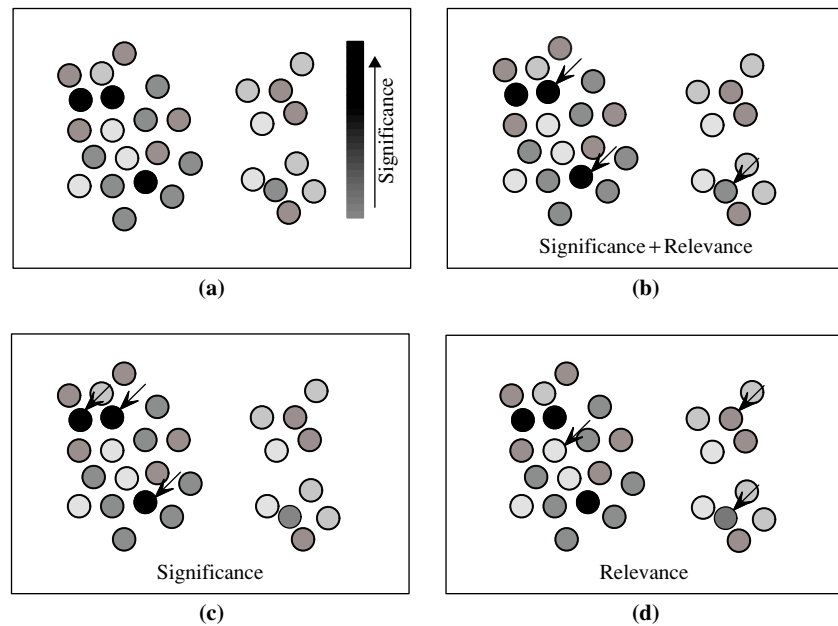 Significance
(a)
Significance + Relevance
(b)
Significance
(c)
Relevance
(d)